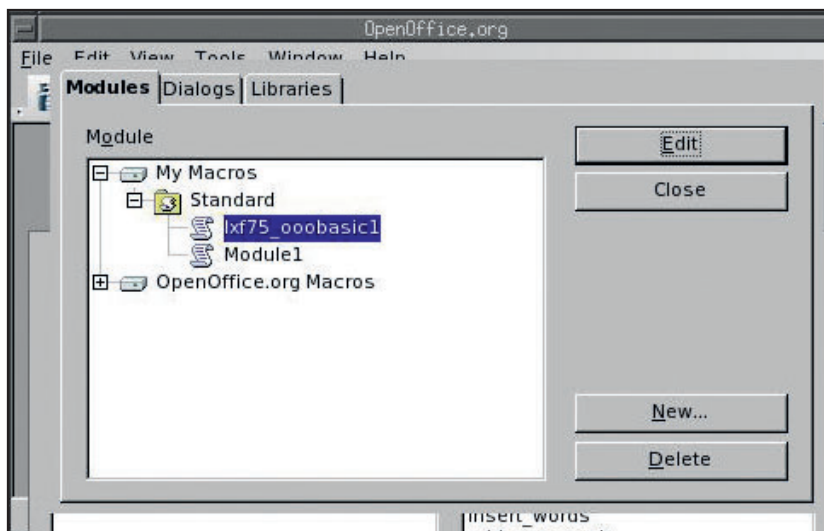 OpenOffice.org
File Edit View Tools Window Help
Modules Dialogs Libraries
Module
My Macros
Standard
lxf75_ooobasic1
Module1
OpenOffice.org Macros
Edit
Close
New...
Delete
insert_words